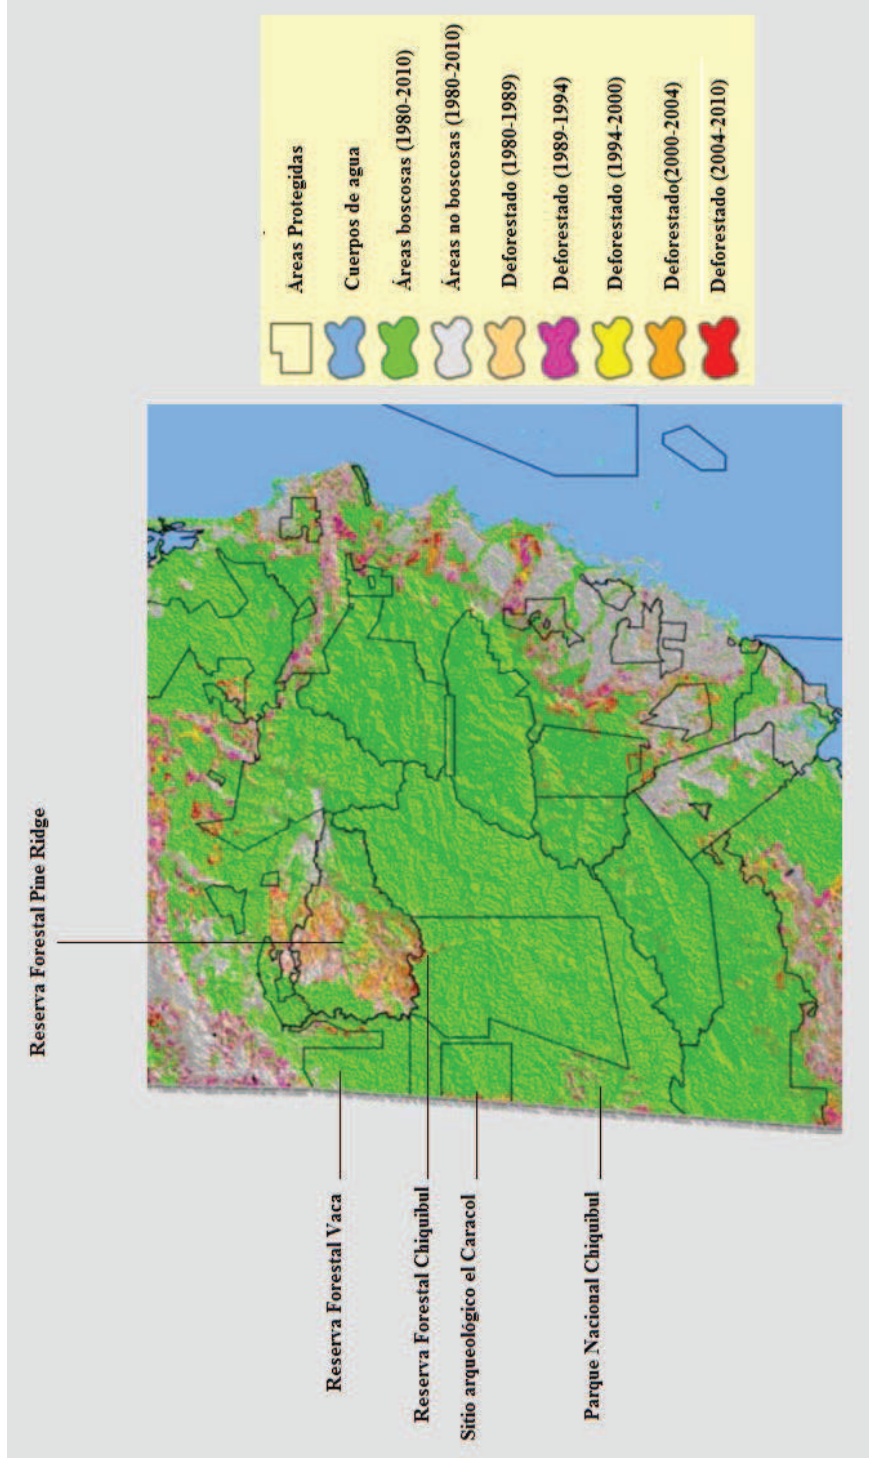 Reserva Forestal Pine Ridge
Reserva Forestal Vaca
Reserva Forestal Chiquibul
Sitio arqueológico el Caracol
Parque Nacional Chiquibul
Áreas Protegidas
Cuerpos de agua
Áreas boscosas (1980-2010)
Áreas no boscosas (1980-2010)
Deforestado (1980-1989)
Deforestado (1989-1994)
Deforestado (1994-2000)
Deforestado(2000-2004)
Deforestado (2004-2010)